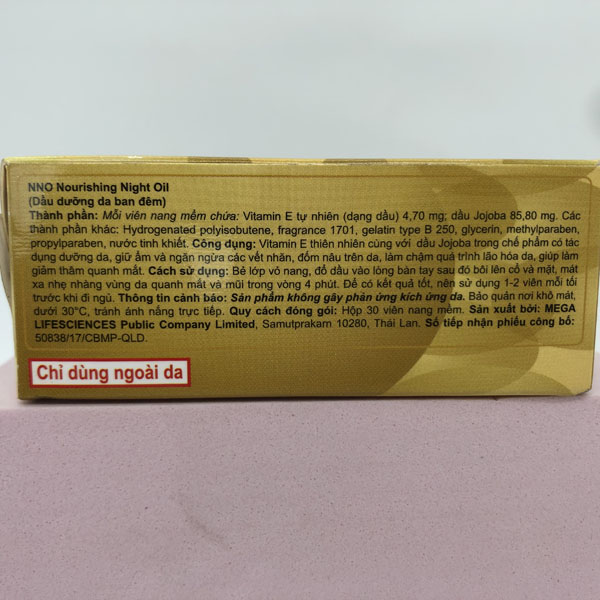 NNO Nourishing Night Oil
(Dầu dưỡng da ban đêm)
Thành phần: Mỗi viên nang mềm chứa: Vitamin E tự nhiên (dạng dầu) 4,70 mg; dầu Jojoba 85,80 mg. Các
thành phần khác: Hydrogenated polyisobutene, fragrance 1701, gelatin type B 250, glycerin, methylparaben,
propylparaben, nước tinh khiết. Công dụng: Vitamin E thiên nhiên cùng với dầu Jojoba trong chế phẩm có tác
dụng dưỡng da, giữ ẩm và ngăn ngừa các vết nhăn, đốm nâu trên da, làm chậm quá trình lão hóa da, giúp làm
giảm thâm quanh mắt. Cách sử dụng: Bẻ lớp vỏ nang, đổ dầu vào lòng bàn tay sau đó bôi lên cổ và mặt, mát
xa nhẹ nhàng vùng da quanh mắt và mũi trong vòng 4 phút. Để có kết quả tốt, nên sử dụng 1-2 viên mỗi tối
trước khi đi ngủ. Thông tin cảnh báo: Sản phẩm không gây phản ứng kích ứng da. Bảo quản nơi khô mát,
dưới 30°C, tránh ánh nắng trực tiếp. Quy cách đóng gói: Hộp 30 viên nang mềm. Sản xuất bởi: MEGA
LIFESCIENCES Public Company Limited, Samutprakarn 10280, Thái Lan. Số tiếp nhận phiếu công bố:
50838/17/CBMP-QLD.
Chỉ dùng ngoài da